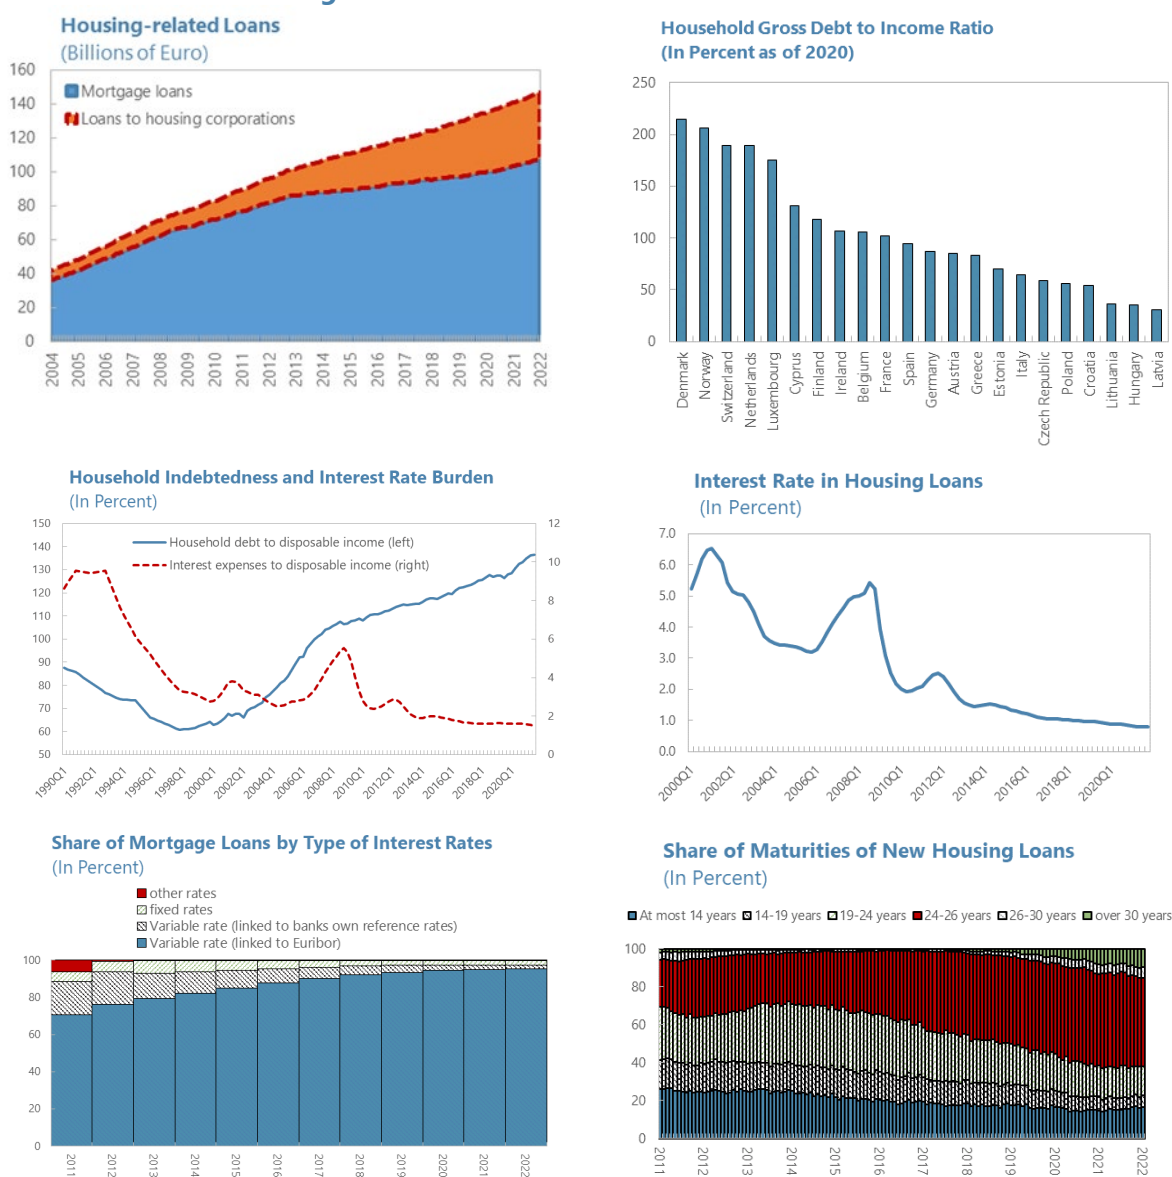 Housing-related Loans
(Billions of Euro)
160
140
120
100
80
60
40
20
0
Mortgage loans
Loans to housing corporations
2004
2005
2006
2007
2008
2009
2010
2011
2012
2013
2014
2015
2016
2017
2018
2019
2020
2021
2022
Household Gross Debt to Income Ratio
(In Percent as of 2020)
250
200
150
100
50
0
Denmark
Norway
Switzerland
Netherlands
Luxembourg
Cyprus
Finland
Ireland
Belgium
France
Spain
Germany
Austria
Greece
Estonia
Italy
Czech Republic
Poland
Croatia
Lithuania
Hungary
Latvia
Household Indebtedness and Interest Rate Burden
(In Percent)
150
140
130
120
110
100
90
80
70
60
50
Household debt to disposable income (left)
Interest expenses to disposable income (right)
12
10
8
6
4
2
0
1990Q1
1992Q1
1994Q1
1996Q1
1998Q1
2000Q1
2002Q1
2004Q1
2006Q1
2008Q1
2010Q1
2012Q1
2014Q1
2016Q1
2018Q1
2020Q1
Interest Rate in Housing Loans
(In Percent)
7.0
6.0
5.0
4.0
3.0
2.0
1.0
0.0
2000Q1
2002Q1
2004Q1
2006Q1
2008Q1
2010Q1
2012Q1
2014Q1
2016Q1
2018Q1
2020Q1
Share of Mortgage Loans by Type of Interest Rates
(In Percent)
other rates
fixed rates
Variable rate (linked to banks own reference rates)
Variable rate (linked to Euribor)
100
80
60
40
20
0
2011
2012
2013
2014
2015
2016
2017
2018
2019
2020
2021
2022
Share of Maturities of New Housing Loans
(In Percent)
At most 14 years 14-19 years 19-24 years 24-26 years 26-30 years over 30 years
100
80
60
40
20
0
2011
2012
2013
2014
2015
2016
2017
2018
2019
2020
2021
2022